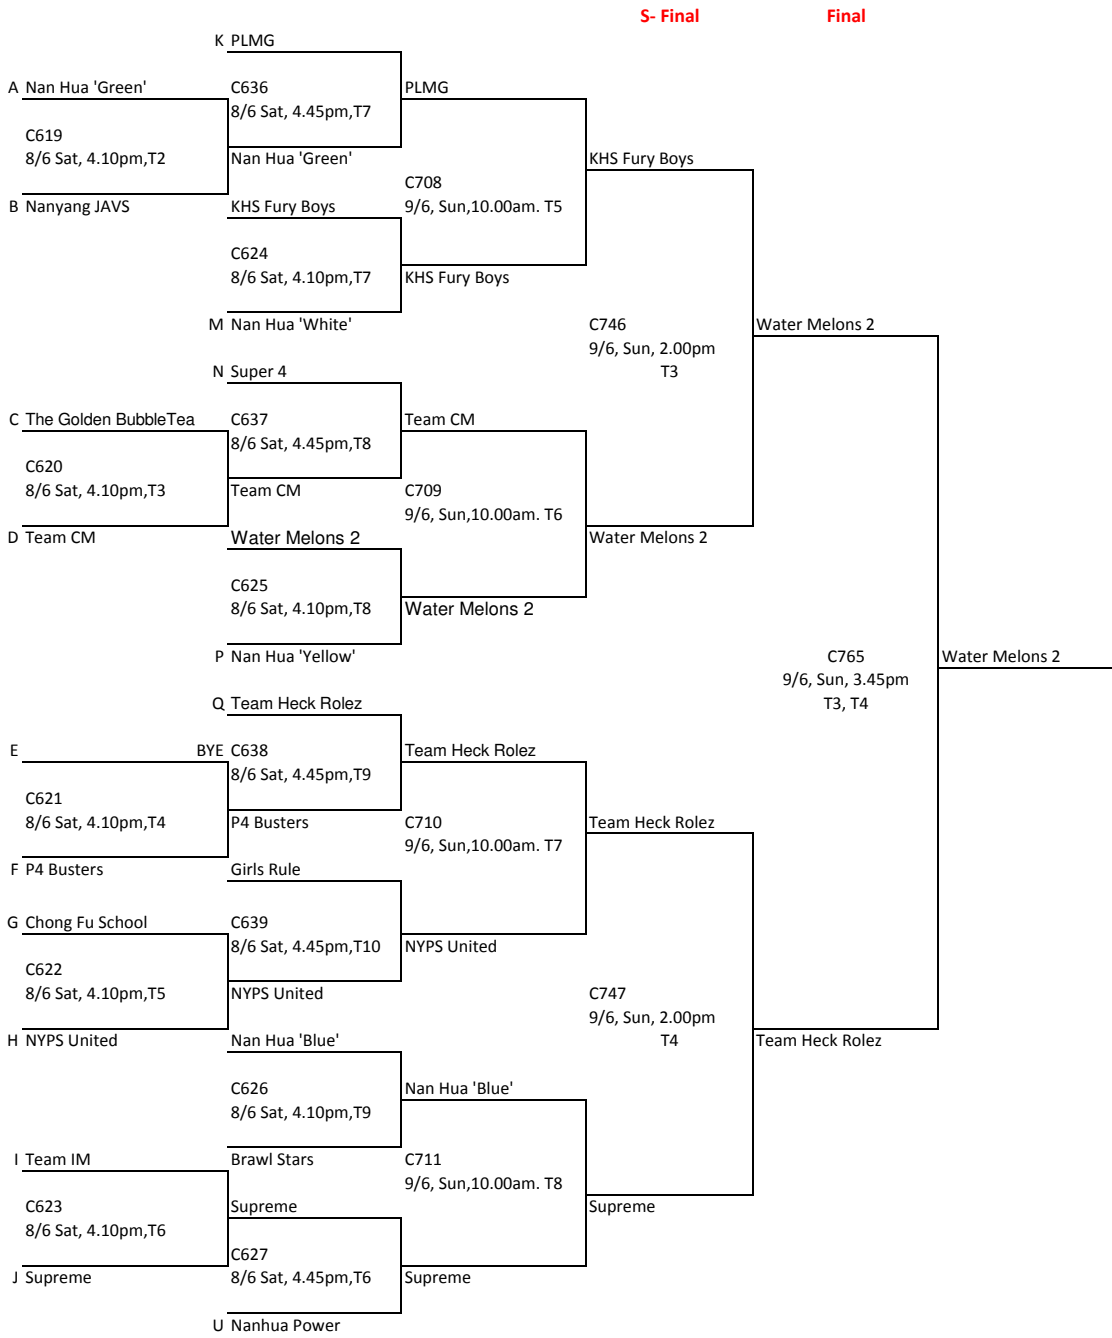 S- Final Final
K PLMG
A Nan Hua 'Green' C636 PLMG
8/6 Sat, 4.45pm,T7
C619
8/6 Sat, 4.10pm,T2 Nan Hua 'Green' KHS Fury Boys
C708
B Nanyang JAVS KHS Fury Boys 9/6, Sun,10.00am. T5
C624
8/6 Sat, 4.10pm,T7 KHS Fury Boys
M Nan Hua 'White' C746 Water Melons 2
9/6, Sun, 2.00pm
N Super 4 T3
C The Golden BubbleTea C637 Team CM
8/6 Sat, 4.45pm,T8
C620
8/6 Sat, 4.10pm,T3 Team CM C709
9/6, Sun,10.00am. T6
D Team CM Water Melons 2 Water Melons 2
C625
8/6 Sat, 4.10pm,T8 Water Melons 2
P Nan Hua 'Yellow' C765 Water Melons 2
9/6, Sun, 3.45pm
Q Team Heck Rolez T3, T4
E BYE C638 Team Heck Rolez
8/6 Sat, 4.45pm,T9
C621
8/6 Sat, 4.10pm,T4 P4 Busters C710 Team Heck Rolez
9/6, Sun,10.00am. T7
F P4 Busters Girls Rule
G Chong Fu School C639
8/6 Sat, 4.45pm,T10 NYPS United
C622
8/6 Sat, 4.10pm,T5 NYPS United C747
9/6, Sun, 2.00pm
H NYPS United Nan Hua 'Blue' T4 Team Heck Rolez
C626 Nan Hua 'Blue'
8/6 Sat, 4.10pm,T9
I Team IM Brawl Stars C711
9/6, Sun,10.00am. T8
C623 Supreme Supreme
8/6 Sat, 4.10pm,T6
C627
J Supreme 8/6 Sat, 4.45pm,T6 Supreme
U Nanhua Power